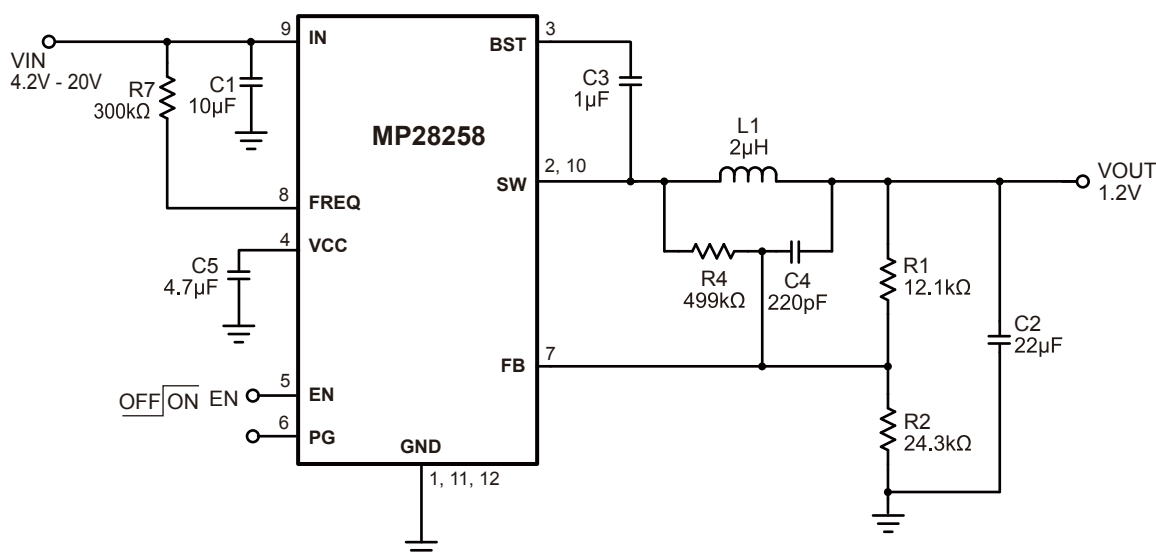 VIN
4.2V - 20V
R7
300kΩ
C1
10µF
9
IN
MP28258
BST
3
C3
1µF
SW
2, 10
L1
2µH
VOUT
1.2V
8
FREQ
4
VCC
C5
4.7µF
R4
499kΩ
C4
220pF
R1
12.1kΩ
C2
22µF
FB
7
OFF ON EN
5
EN
6
PG
GND
1, 11, 12
R2
24.3kΩ